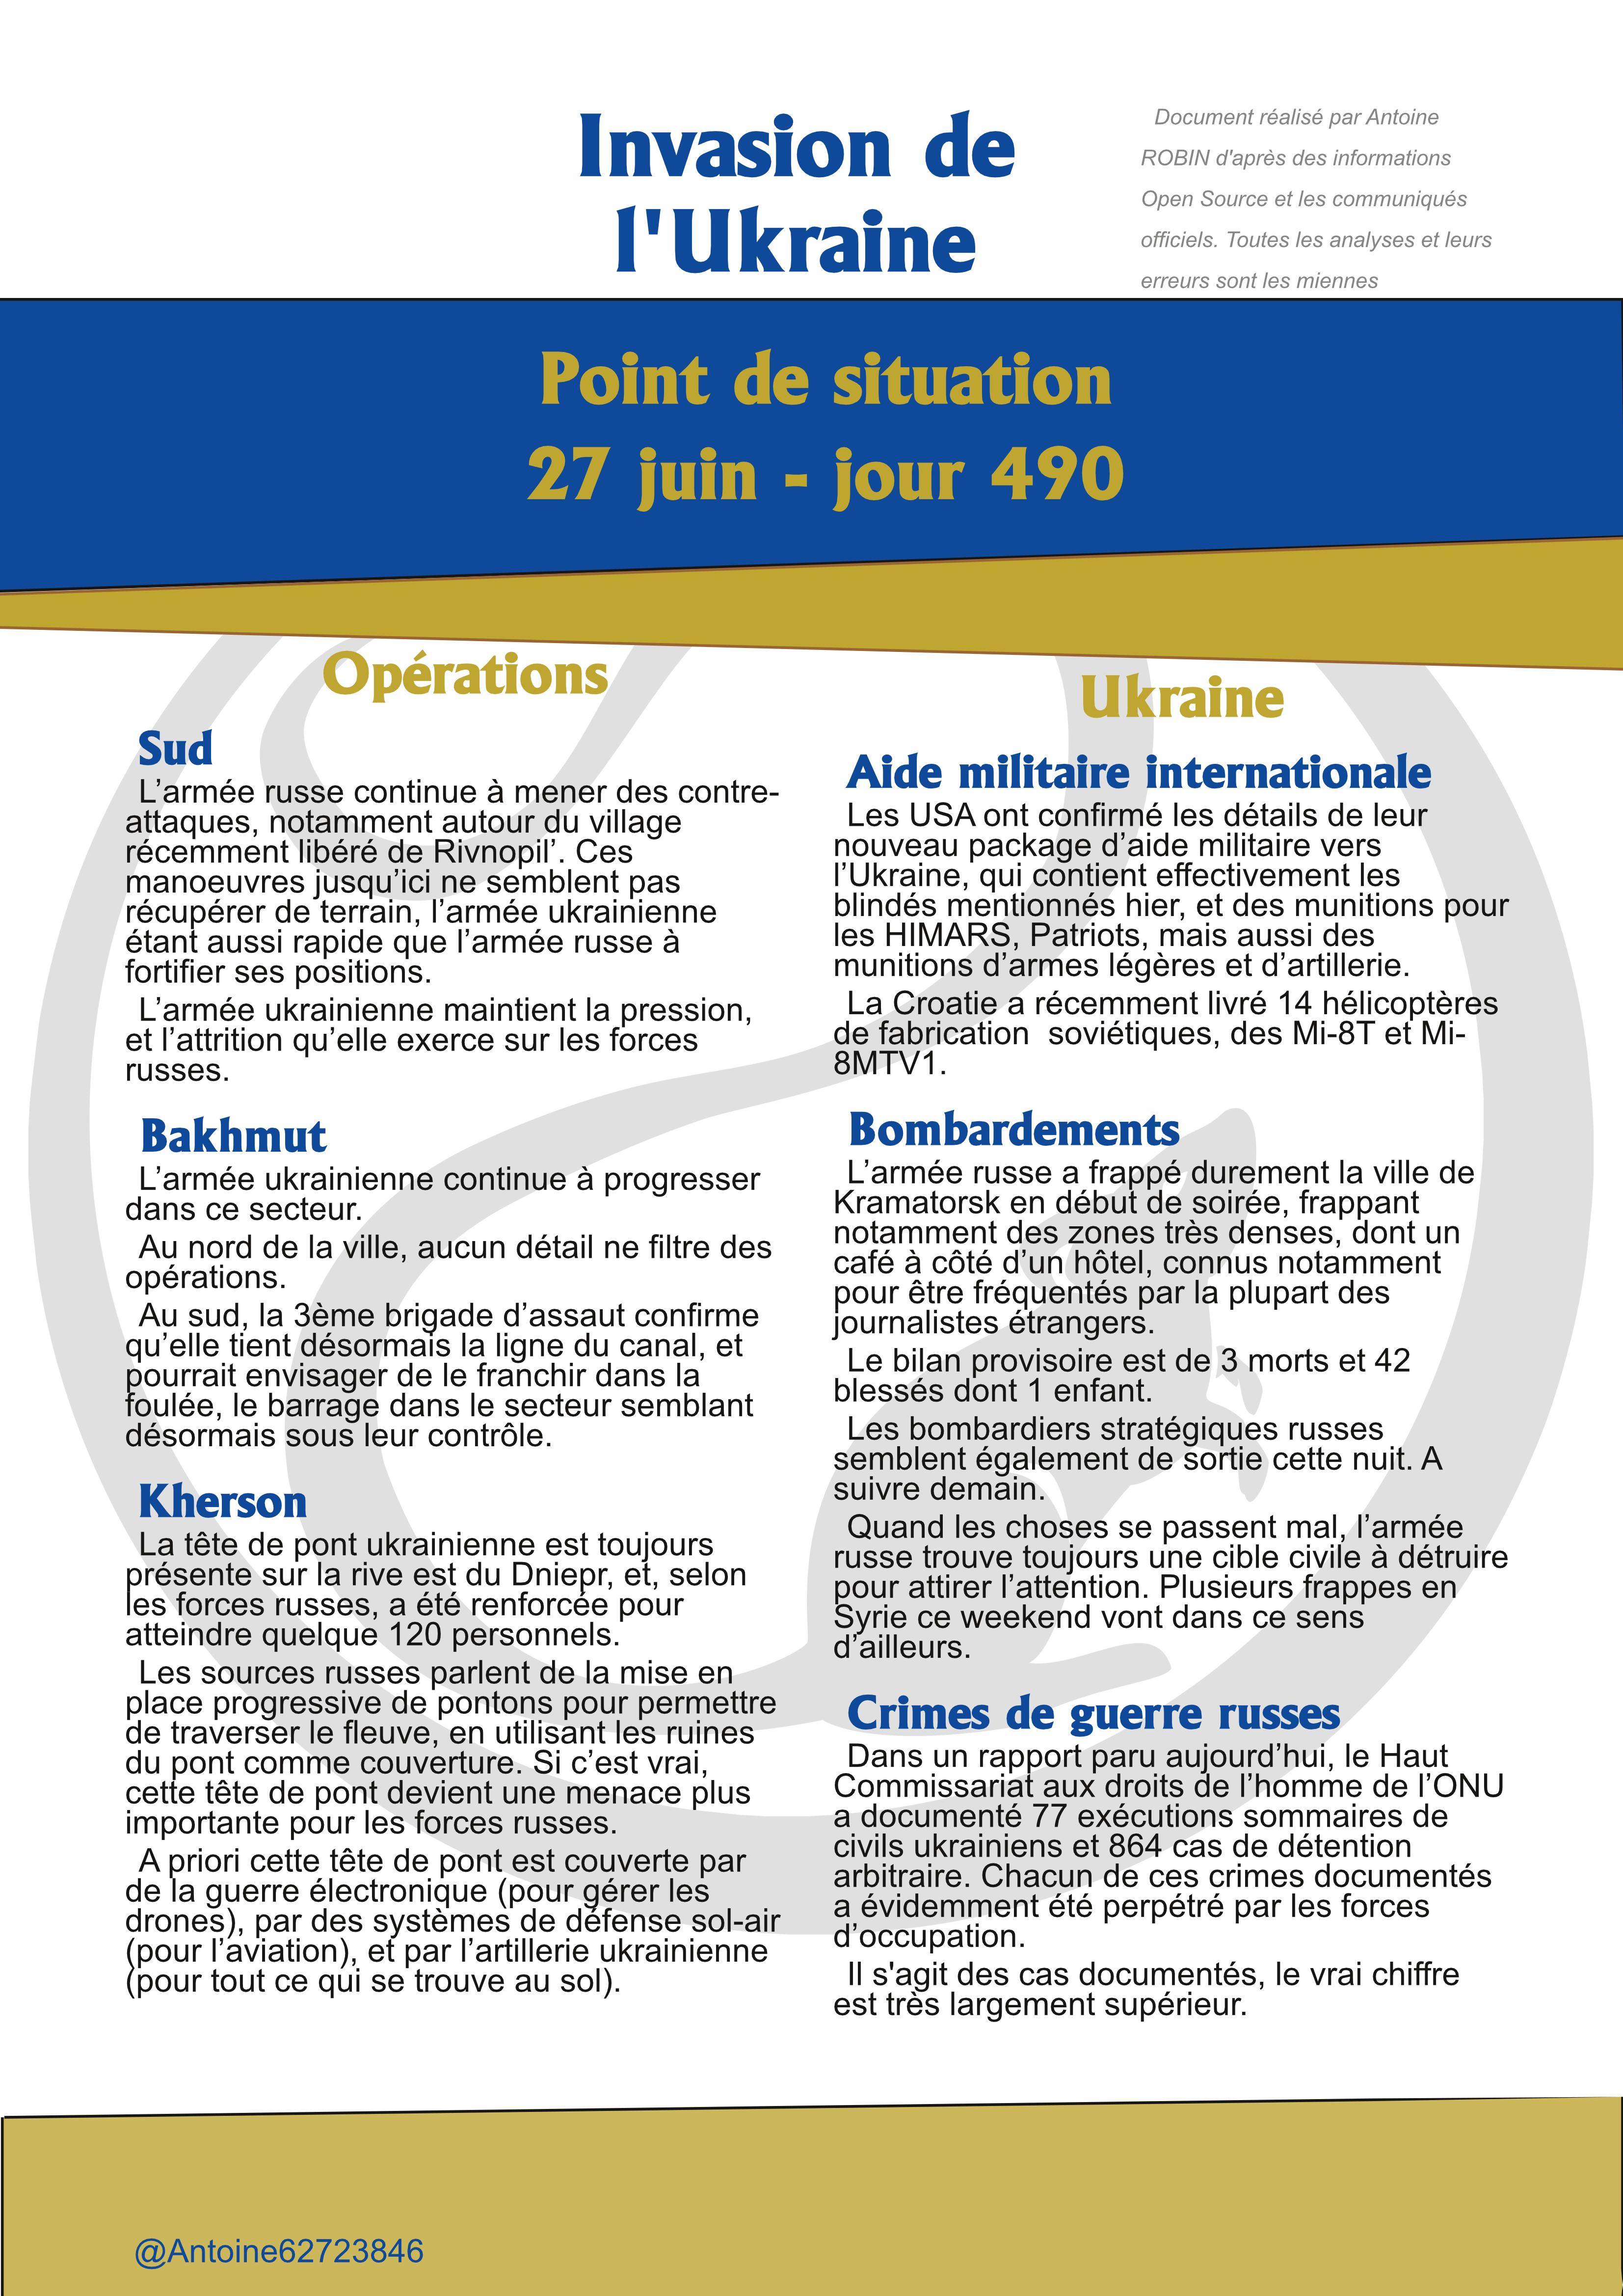 Invasion de
l'Ukraine
Document réalisé par Antoine
ROBIN d'après des informations
Open Source et les communiqués
officiels. Toutes les analyses et leurs
erreurs sont les miennes
Point de situation
27 juin - jour 490
Opérations
Sud
L’armée russe continue à mener des contre-
attaques, notamment autour du village
récemment libéré de Rivnopil’. Ces
manoeuvres jusqu’ici ne semblent pas
récupérer de terrain, l’armée ukrainienne
étant aussi rapide que l’armée russe à
fortifier ses positions.
L’armée ukrainienne maintient la pression,
et l’attrition qu’elle exerce sur les forces
russes.
Bakhmut
L’armée ukrainienne continue à progresser
dans ce secteur.
Au nord de la ville, aucun détail ne filtre des
opérations.
Au sud, la 3ème brigade d’assaut confirme
qu’elle tient désormais la ligne du canal, et
pourrait envisager de le franchir dans la
foulée, le barrage dans le secteur semblant
désormais sous leur contrôle.
Kherson
La tête de pont ukrainienne est toujours
présente sur la rive est du Dniepr, et, selon
les forces russes, a été renforcée pour
atteindre quelque 120 personnels.
Les sources russes parlent de la mise en
place progressive de pontons pour permettre
de traverser le fleuve, en utilisant les ruines
du pont comme couverture. Si c’est vrai,
cette tête de pont devient une menace plus
importante pour les forces russes.
A priori cette tête de pont est couverte par
de la guerre électronique (pour gérer les
drones), par des systèmes de défense sol-air
(pour l’aviation), et par l’artillerie ukrainienne
(pour tout ce qui se trouve au sol).
Ukraine
Aide militaire internationale
Les USA ont confirmé les détails de leur
nouveau package d’aide militaire vers
l’Ukraine, qui contient effectivement les
blindés mentionnés hier, et des munitions pour
les HIMARS, Patriots, mais aussi des
munitions d’armes légères et d’artillerie.
La Croatie a récemment livré 14 hélicoptères
de fabrication  soviétiques, des Mi-8T et Mi-
8MTV1.
Bombardements
L’armée russe a frappé durement la ville de
Kramatorsk en début de soirée, frappant
notamment des zones très denses, dont un
café à côté d’un hôtel, connus notamment
pour être fréquentés par la plupart des
journalistes étrangers.
Le bilan provisoire est de 3 morts et 42
blessés dont 1 enfant.
Les bombardiers stratégiques russes
semblent également de sortie cette nuit. A
suivre demain.
Quand les choses se passent mal, l’armée
russe trouve toujours une cible civile à détruire
pour attirer l’attention. Plusieurs frappes en
Syrie ce weekend vont dans ce sens
d’ailleurs.
Crimes de guerre russes
Dans un rapport paru aujourd’hui, le Haut
Commissariat aux droits de l’homme de l’ONU
a documenté 77 exécutions sommaires de
civils ukrainiens et 864 cas de détention
arbitraire. Chacun de ces crimes documentés
a évidemment été perpétré par les forces
d’occupation.
Il s'agit des cas documentés, le vrai chiffre
est très largement supérieur.
@Antoine62723846